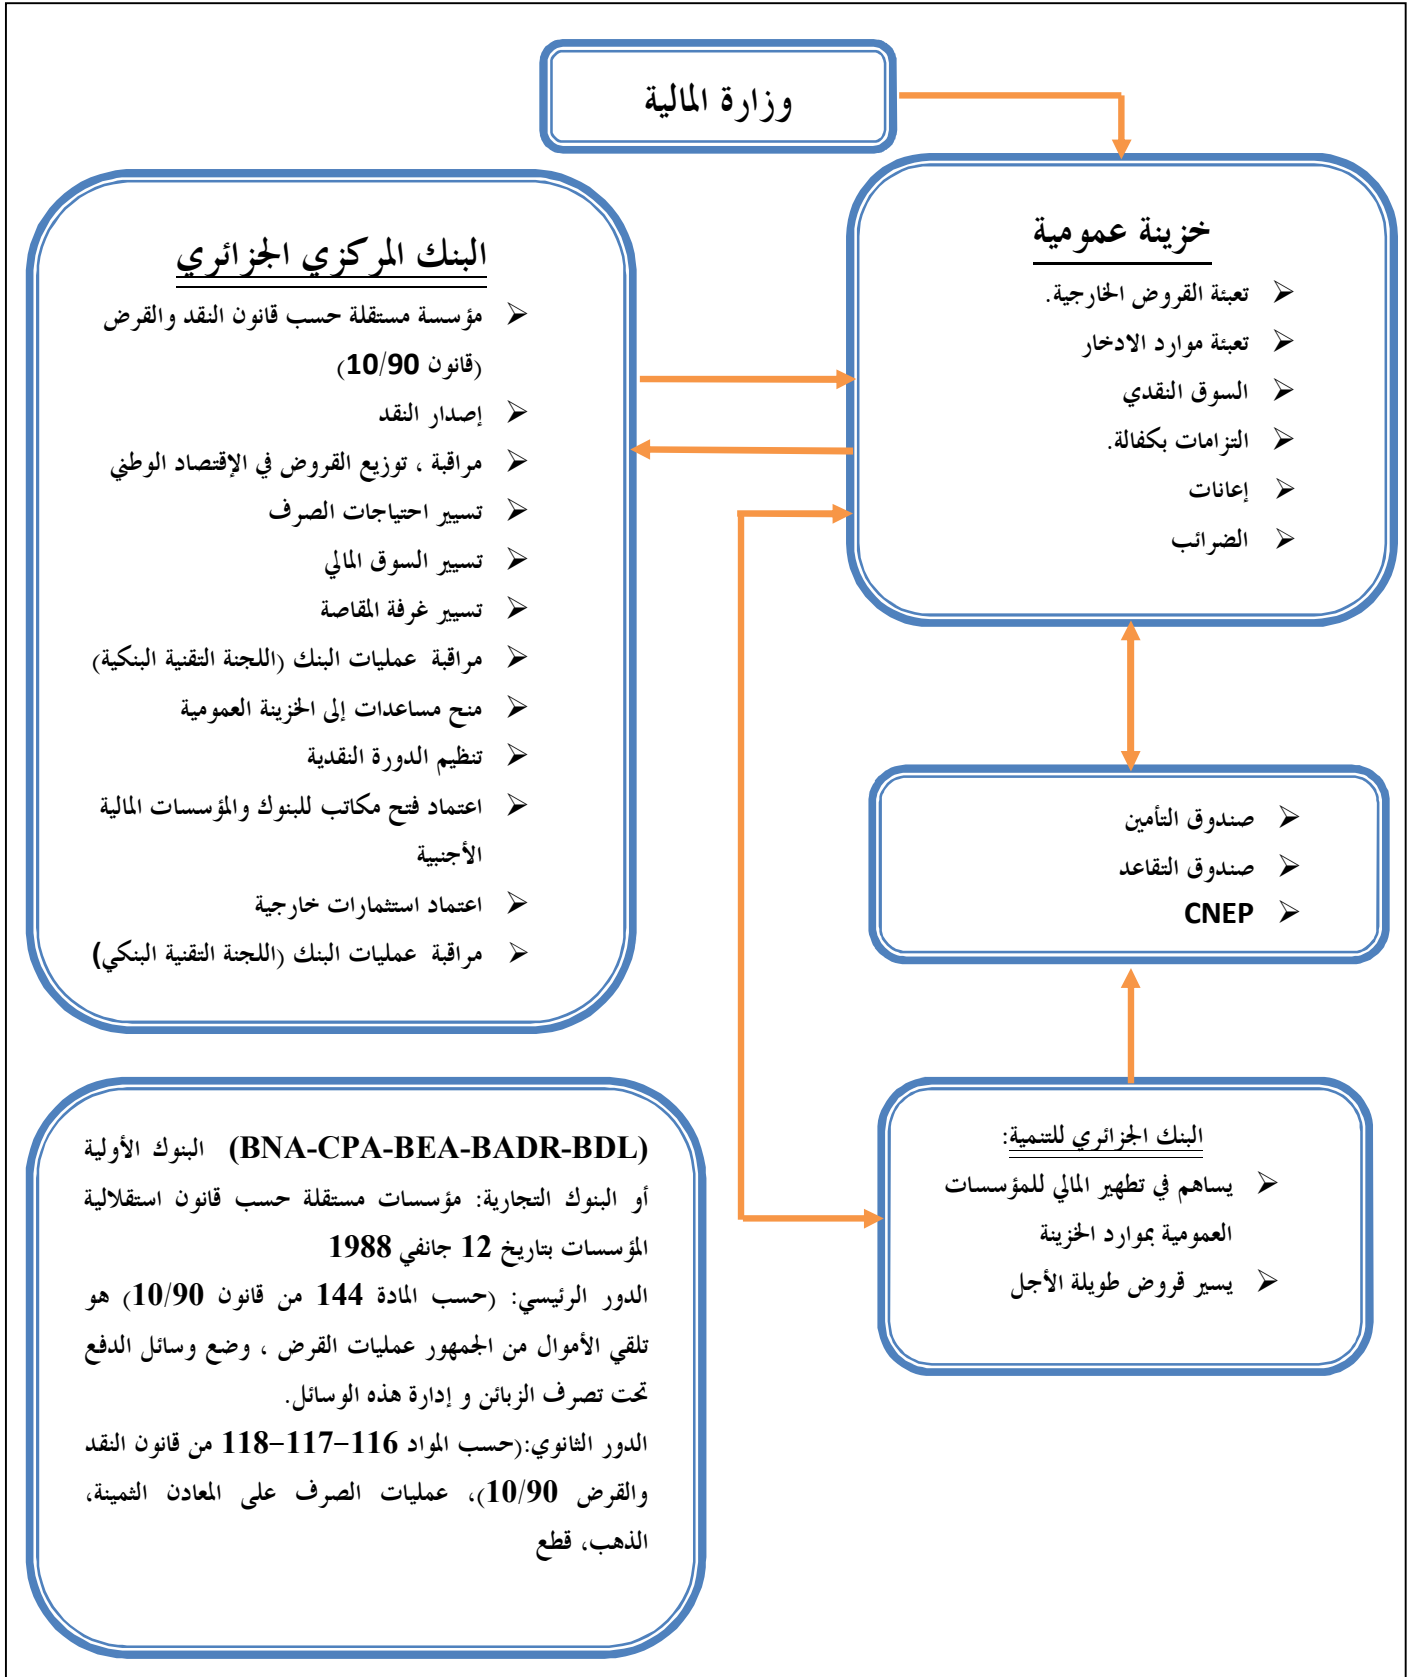 وزارة المالية
خزينة عمومية
تعبئة القروض الخارجية.
تعبئة موارد الادخار
السوق النقدي
التزامات بكفالة.
إعانات
الضرائب
البنك المركزي الجزائري
مؤسسة مستقلة حسب قانون النقد والقرض
(قانون 10/90)
إصدار النقد
مراقبة ، توزيع القروض في الإقتصاد الوطني
تسيير احتياجات الصرف
تسيير السوق المالي
تسيير غرفة المقاصة
مراقبة عمليات البنك (اللجنة التقنية البنكية)
منح مساعدات إلى الخزينة العمومية
تنظيم الدورة النقدية
اعتماد فتح مكاتب للبنوك والمؤسسات المالية
الأجنبية
اعتماد استثمارات خارجية
مراقبة عمليات البنك (اللجنة التقنية البنكي)
صندوق التأمين
صندوق التقاعد
CNEP
البنك الجزائري للتنمية:
يساهم في تطهير المالي للمؤسسات
العمومية بموارد الخزينة
يسير قروض طويلة الأجل
(BNA-CPA-BEA-BADR-BDL) البنوك الأولية
أو البنوك التجارية: مؤسسات مستقلة حسب قانون استقلالية
المؤسسات بتاريخ 12 جانفي 1988
الدور الرئيسي: (حسب المادة 144 من قانون 10/90) هو
تلقي الأموال من الجمهور عمليات القرض ، وضع وسائل الدفع
تحت تصرف الزبائن و إدارة هذه الوسائل.
الدور الثانوي:(حسب المواد 116-117-118 من قانون النقد
والقرض 10/90)، عمليات الصرف على المعادن الثمينة،
الذهب، قطع